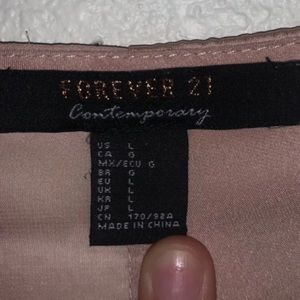 FOREVER 21
Contemporary
US L
CA G
MX/ECU G
BR G
EU L
UK L
KR L
JP L
CN 170/92A
MADE IN CHINA